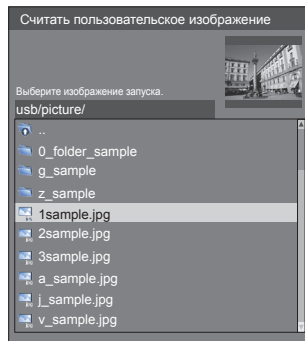 Считать пользовательское изображение
Выберите изображение запуска.
usb/picture/
..
0_folder_sample
g_sample
z_sample
1sample.jpg
2sample.jpg
3sample.jpg
a_sample.jpg
j_sample.jpg
v_sample.jpg